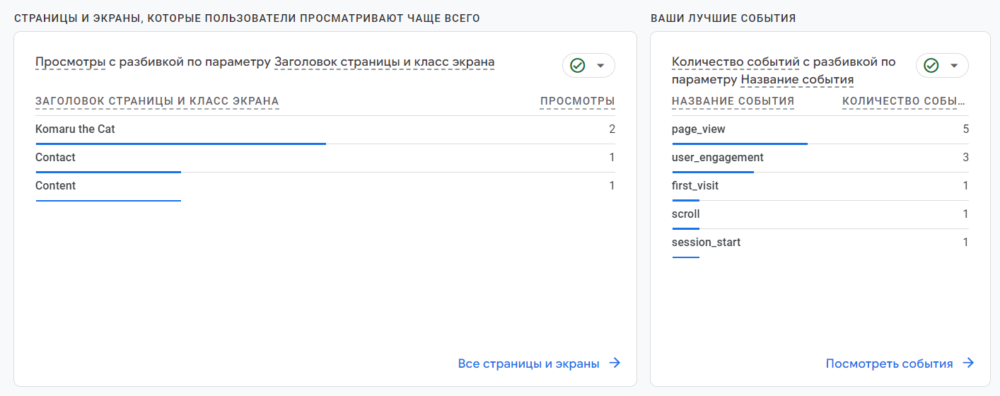 СТРАНИЦЫ И ЭКРАНЫ, КОТОРЫЕ ПОЛЬЗОВАТЕЛИ ПРОСМАТРИВАЮТ ЧАЩЕ ВСЕГО
Просмотры с разбивкой по параметру Заголовок страницы и класс экрана
ЗАГОЛОВОК СТРАНИЦЫ И КЛАСС ЭКРАНА ПРОСМОТРЫ
Komaru the Cat 2
Contact 1
Content 1
Все страницы и экраны
ВАШИ ЛУЧШИЕ СОБЫТИЯ
Количество событий с разбивкой по
параметру Название события
НАЗВАНИЕ СОБЫТИЯ КОЛИЧЕСТВО СОБЫ...
page_view 5
user_engagement 3
first_visit 1
scroll 1
session_start 1
Посмотреть события